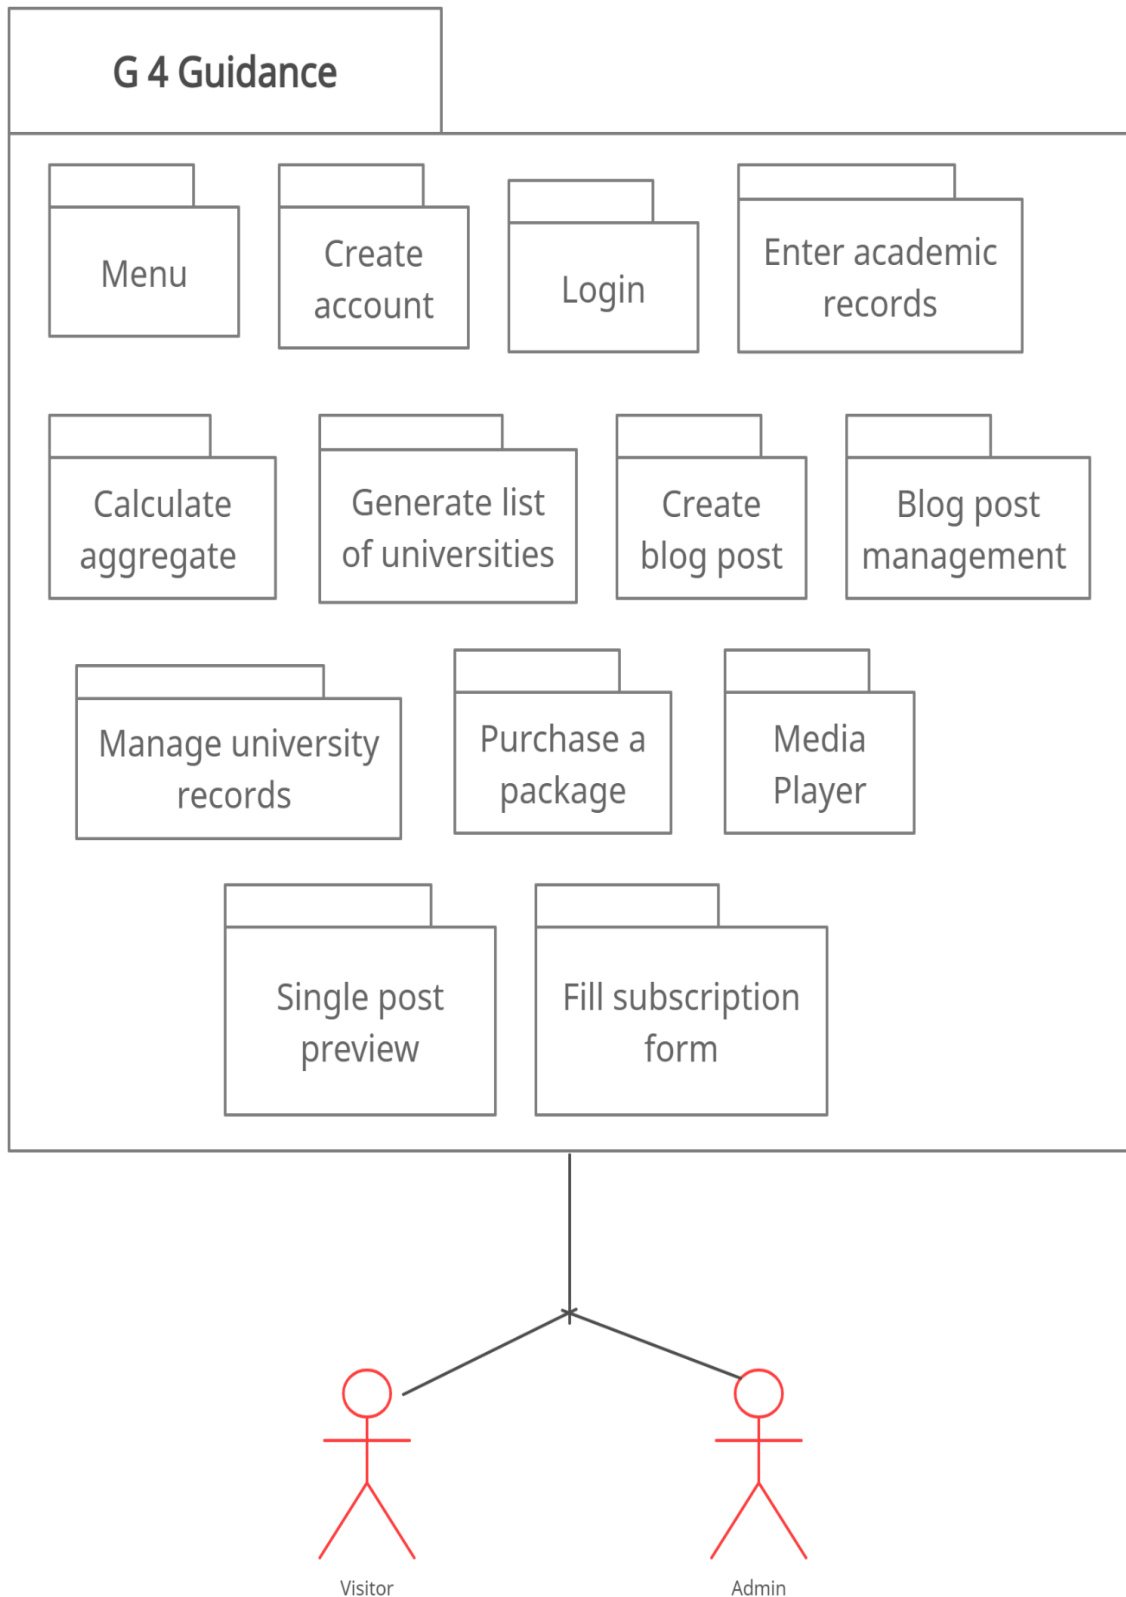 G 4 Guidance
Menu
Create
account
Login
Enter academic
records
Calculate
aggregate
Generate list
of universities
Create
blog post
Blog post
management
Manage university
records
Purchase a
package
Media
Player
Single post
preview
Fill subscription
form
Visitor
Admin